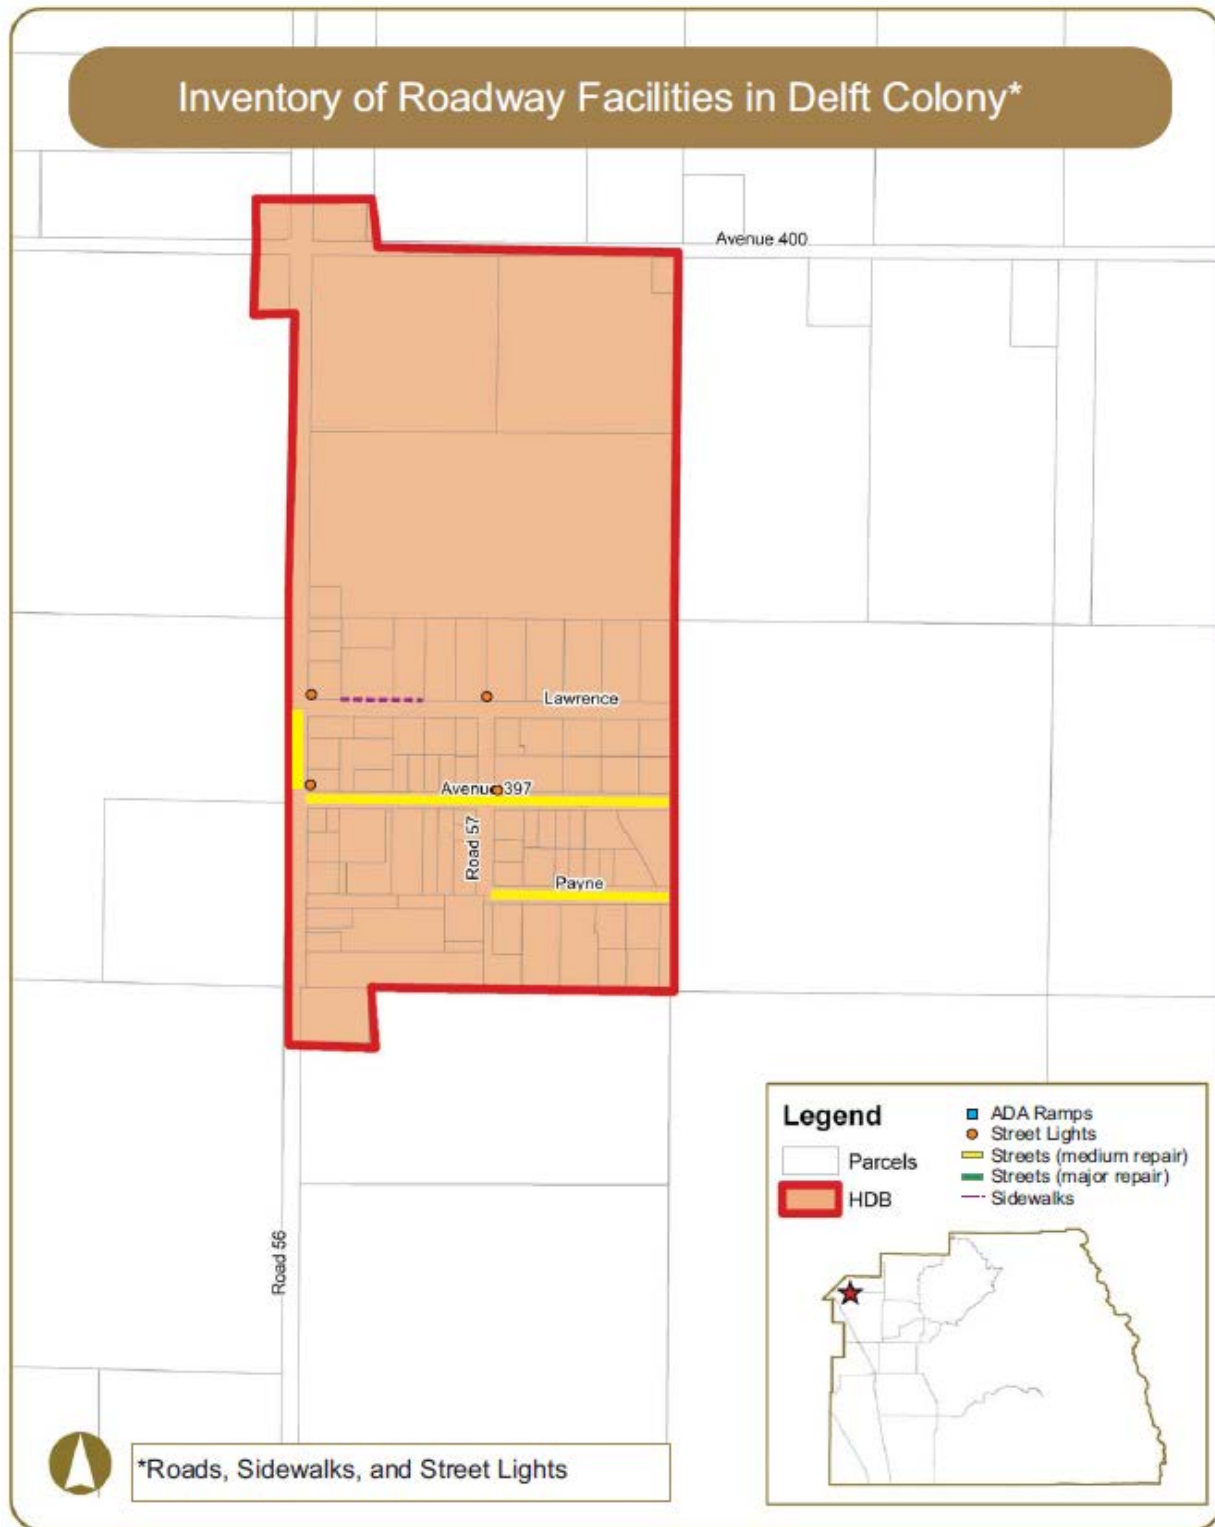 Inventory of Roadway Facilities in Delft Colony*
Avenue 400
Lawrence
Avenue 397
Road 57
Payne
Road 56
Legend
Parcels
HDB
ADA Ramps
Street Lights
Streets (medium repair)
Streets (major repair)
Sidewalks
*Roads, Sidewalks, and Street Lights